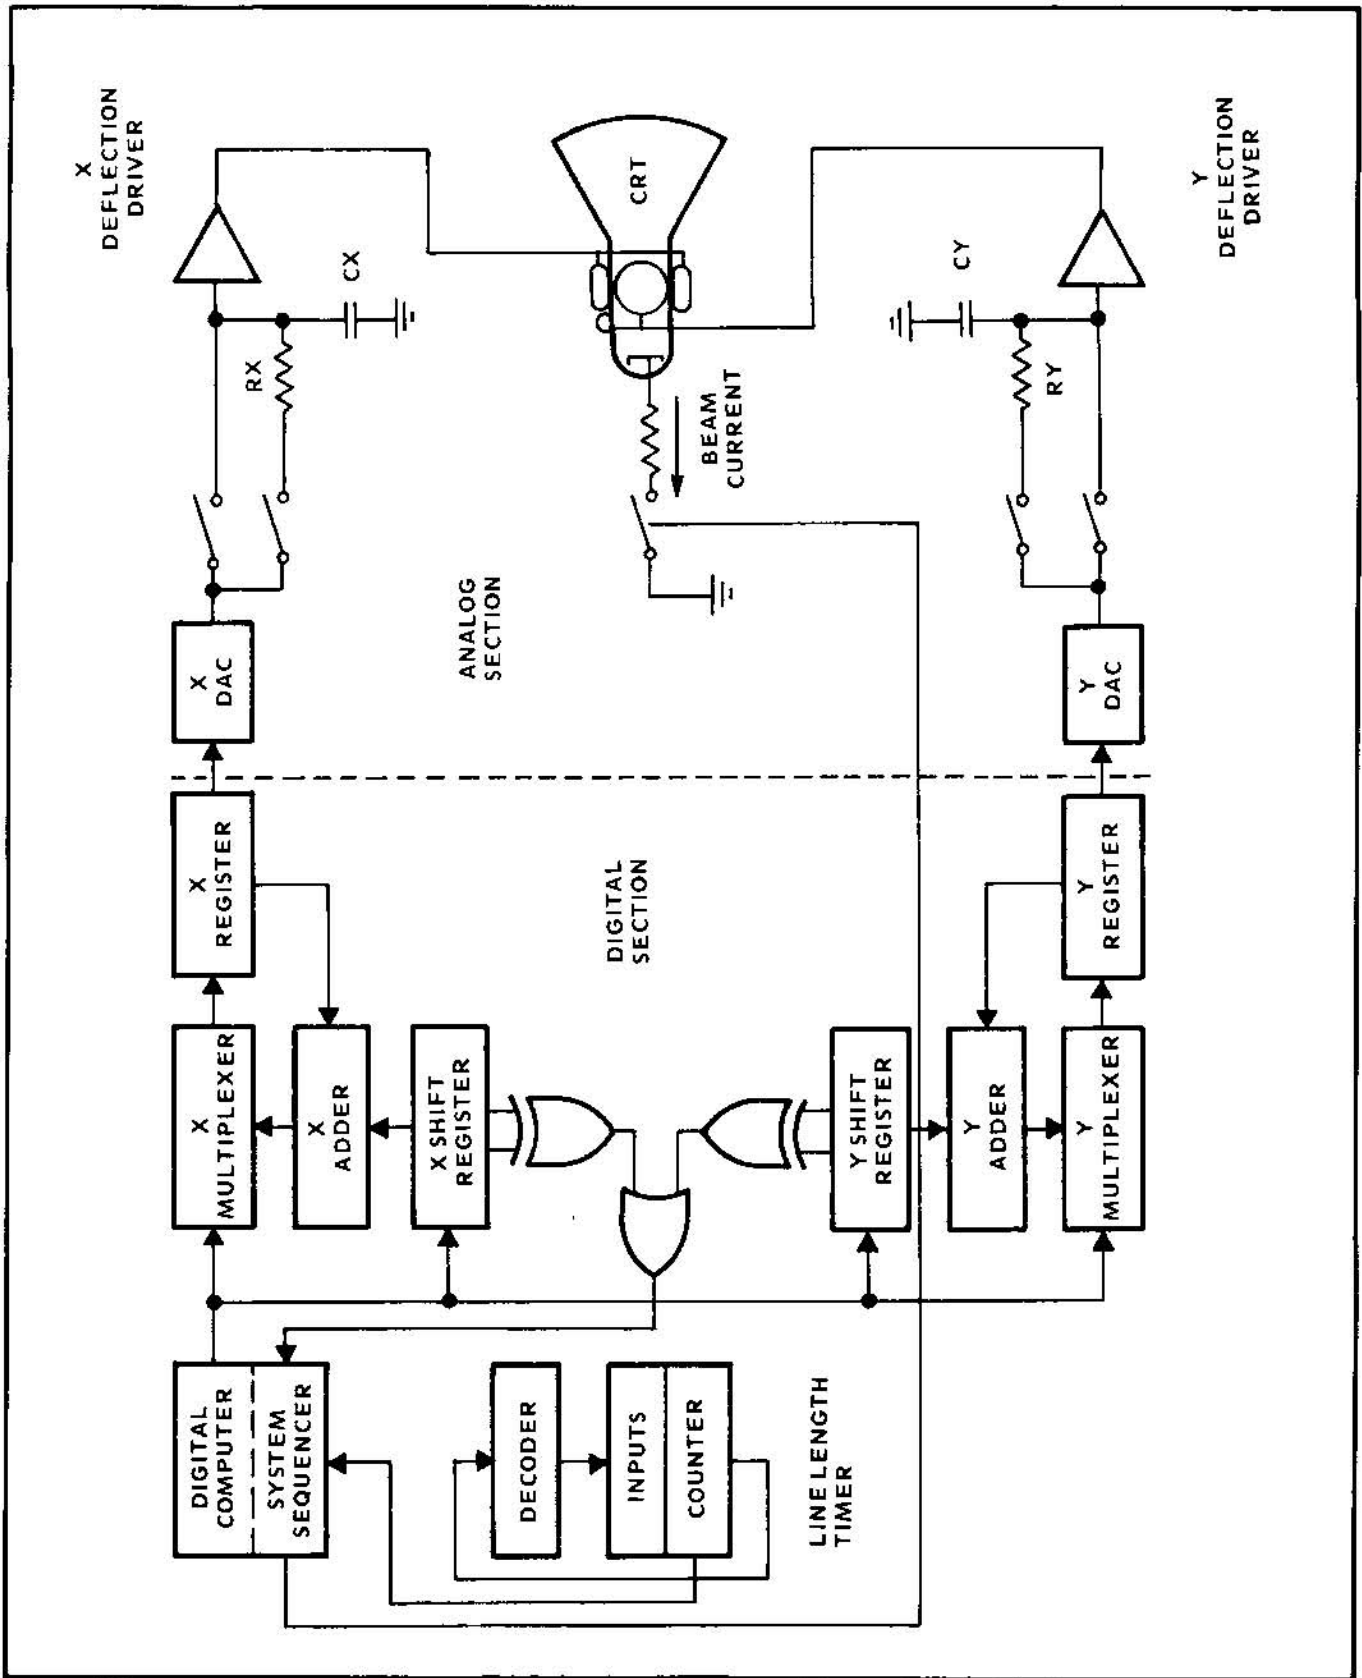 DIGITAL
COMPUTER
SYSTEM
SEQUENCER
X
MULTIPLEXER
X
REGISTER
X
DAC
X
DEFLECTION
DRIVER
X
ADDER
RX
CX
X SHIFT
REGISTER
ANALOG
SECTION
DECODER
INPUTS
COUNTER
DIGITAL
SECTION
CRT
BEAM
CURRENT
LINE LENGTH
TIMER
Y SHIFT
REGISTER
Y
ADDER
RY
CY
Y
MULTIPLEXER
Y
REGISTER
Y
DAC
Y
DEFLECTION
DRIVER